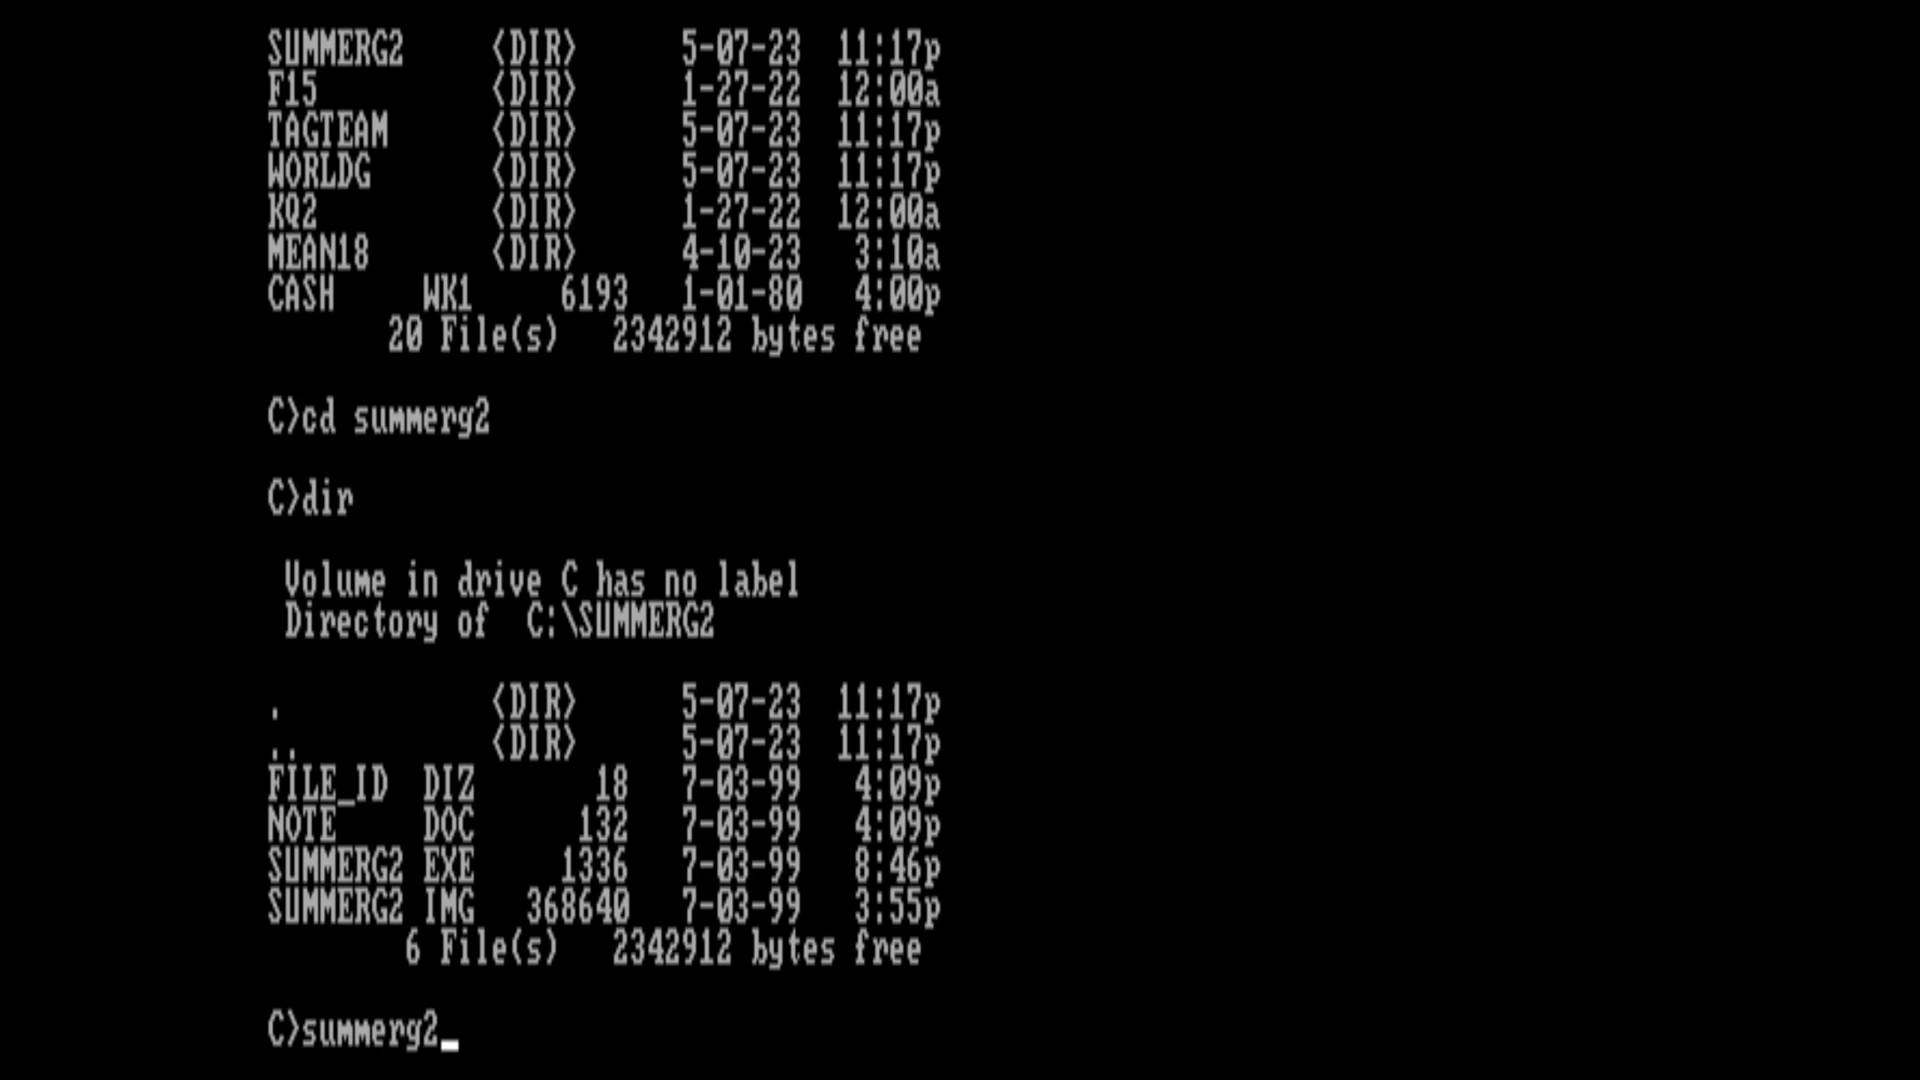 SUMMERG2     <DIR>      5-07-23  11:17p
F15          <DIR>      1-27-22  12:00a
TAGTEAM      <DIR>      5-07-23  11:17p
WORLDG       <DIR>      5-07-23  11:17p
KQ2          <DIR>      1-27-22  12:00a
MEAN18       <DIR>      4-10-23   3:10a
CASH     WK1     6193   1-01-80   4:00p
       20 File(s)   2342912 bytes free
C>cd summerg2
C>dir
 Volume in drive C has no label
 Directory of  C:\SUMMERG2
.            <DIR>      5-07-23  11:17p
..           <DIR>      5-07-23  11:17p
FILE_ID  DIZ       18   7-03-99   4:09p
NOTE     DOC      132   7-03-99   4:09p
SUMMERG2 EXE     1336   7-03-99   8:46p
SUMMERG2 IMG   368640   7-03-99   3:55p
        6 File(s)   2342912 bytes free
C>summerg2_